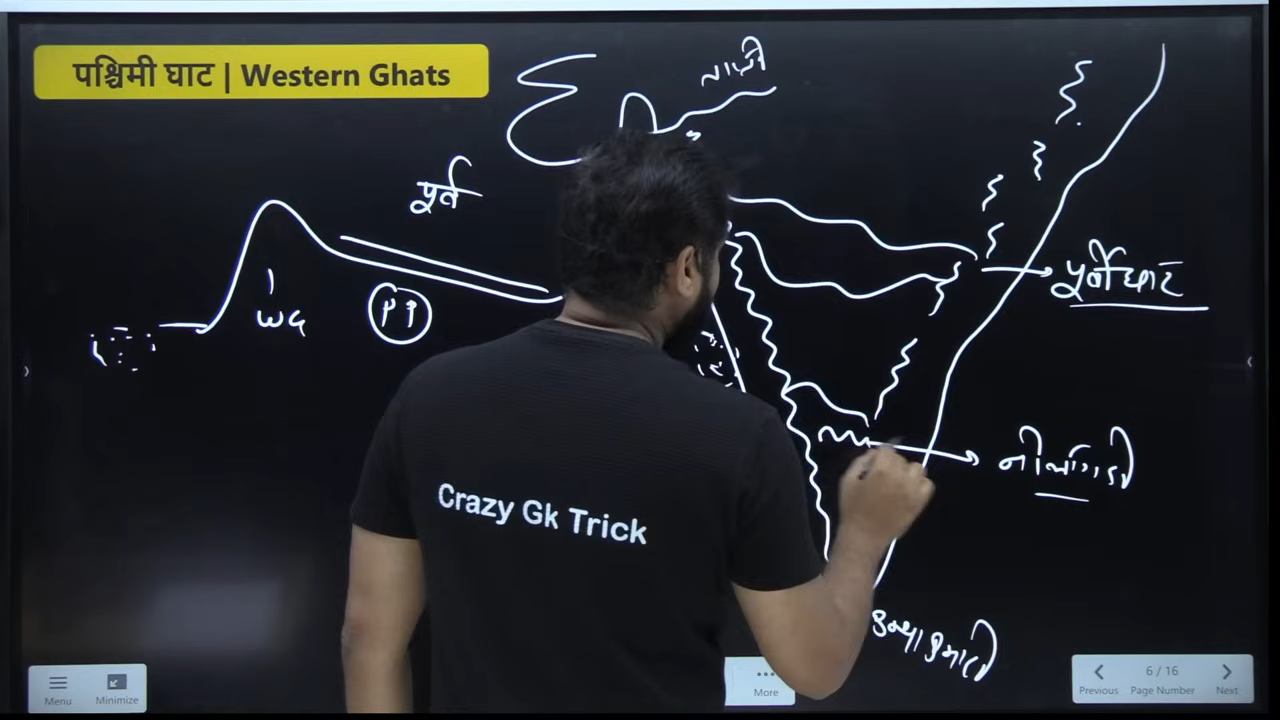 पश्चिमी घाट | Western Ghats
ताप्ती
पूर्व
पूर्वी घाट
WG
PP
नीलगिरी
Crazy Gk Trick
कन्याकुमारी
Menu
Minimize
More
6 / 16
Previous
Page Number
Next